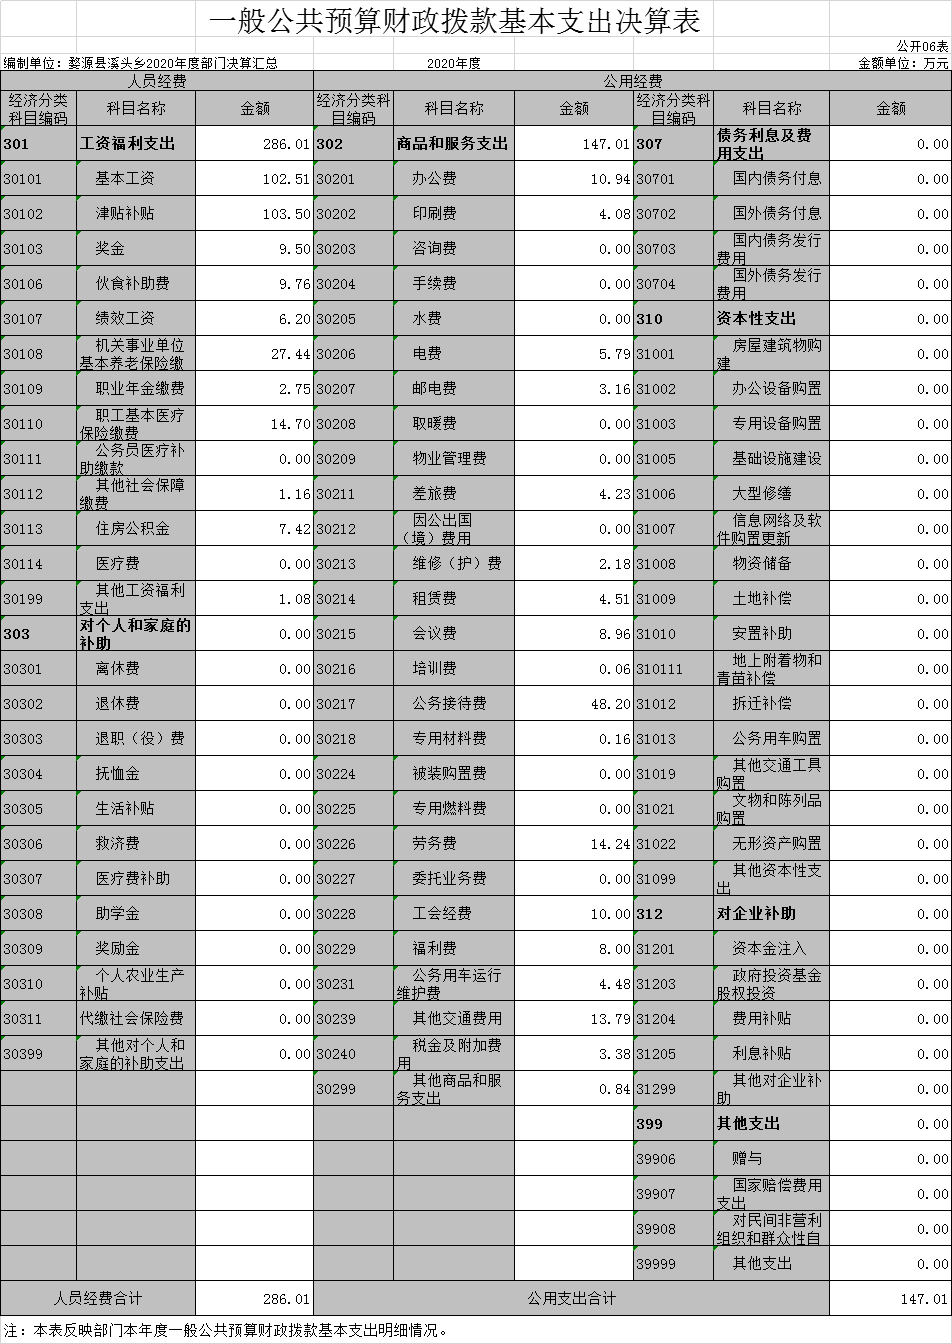 一般公共预算财政拨款基本支出决算表
公开06表
编制单位：婺源县溪头乡2020年度部门决算汇总 2020年度 金额单位：万元
人员经费 公用经费
经济分类科目编码 科目名称 金额 经济分类科目编码 科目名称 金额 经济分类科目编码 科目名称 金额
301 工资福利支出 286.01 302 商品和服务支出 147.01 307 债务利息及费用支出 0.00
30101 基本工资 102.51 30201 办公费 10.94 30701 国内债务付息 0.00
30102 津贴补贴 103.50 30202 印刷费 4.08 30702 国外债务付息 0.00
30103 奖金 9.50 30203 咨询费 0.00 30703 国内债务发行费用 0.00
30106 伙食补助费 9.76 30204 手续费 0.00 30704 国外债务发行费用 0.00
30107 绩效工资 6.20 30205 水费 0.00 310 资本性支出 0.00
30108 机关事业单位基本养老保险缴 27.44 30206 电费 5.79 31001 房屋建筑物购建 0.00
30109 职业年金缴费 2.75 30207 邮电费 3.16 31002 办公设备购置 0.00
30110 职工基本医疗保险缴费 14.70 30208 取暖费 0.00 31003 专用设备购置 0.00
30111 公务员医疗补助缴款 0.00 30209 物业管理费 0.00 31005 基础设施建设 0.00
30112 其他社会保障缴费 1.16 30211 差旅费 4.23 31006 大型修缮 0.00
30113 住房公积金 7.42 30212 因公出国（境）费用 0.00 31007 信息网络及软件购置更新 0.00
30114 医疗费 0.00 30213 维修（护）费 2.18 31008 物资储备 0.00
30199 其他工资福利支出 1.08 30214 租赁费 4.51 31009 土地补偿 0.00
303 对个人和家庭的补助 0.00 30215 会议费 8.96 31010 安置补助 0.00
30301 离休费 0.00 30216 培训费 0.06 310111 地上附着物和青苗补偿 0.00
30302 退休费 0.00 30217 公务接待费 48.20 31012 拆迁补偿 0.00
30303 退职（役）费 0.00 30218 专用材料费 0.16 31013 公务用车购置 0.00
30304 抚恤金 0.00 30224 被装购置费 0.00 31019 其他交通工具购置 0.00
30305 生活补贴 0.00 30225 专用燃料费 0.00 31021 文物和陈列品购置 0.00
30306 救济费 0.00 30226 劳务费 14.24 31022 无形资产购置 0.00
30307 医疗费补助 0.00 30227 委托业务费 0.00 31099 其他资本性支出 0.00
30308 助学金 0.00 30228 工会经费 10.00 312 对企业补助 0.00
30309 奖励金 0.00 30229 福利费 8.00 31201 资本金注入 0.00
30310 个人农业生产补贴 0.00 30231 公务用车运行维护费 4.48 31203 政府投资基金股权投资 0.00
30311 代缴社会保险费 0.00 30239 其他交通费用 13.79 31204 费用补贴 0.00
30399 其他对个人和家庭的补助支出 0.00 30240 税金及附加费用 3.38 31205 利息补贴 0.00
30299 其他商品和服务支出 0.84 31299 其他对企业补助 0.00
399 其他支出 0.00
39906 赠与 0.00
39907 国家赔偿费用支出 0.00
39908 对民间非营利组织和群众性自 0.00
39999 其他支出 0.00
人员经费合计 286.01 公用支出合计 147.01
注：本表反映部门本年度一般公共预算财政拨款基本支出明细情况。